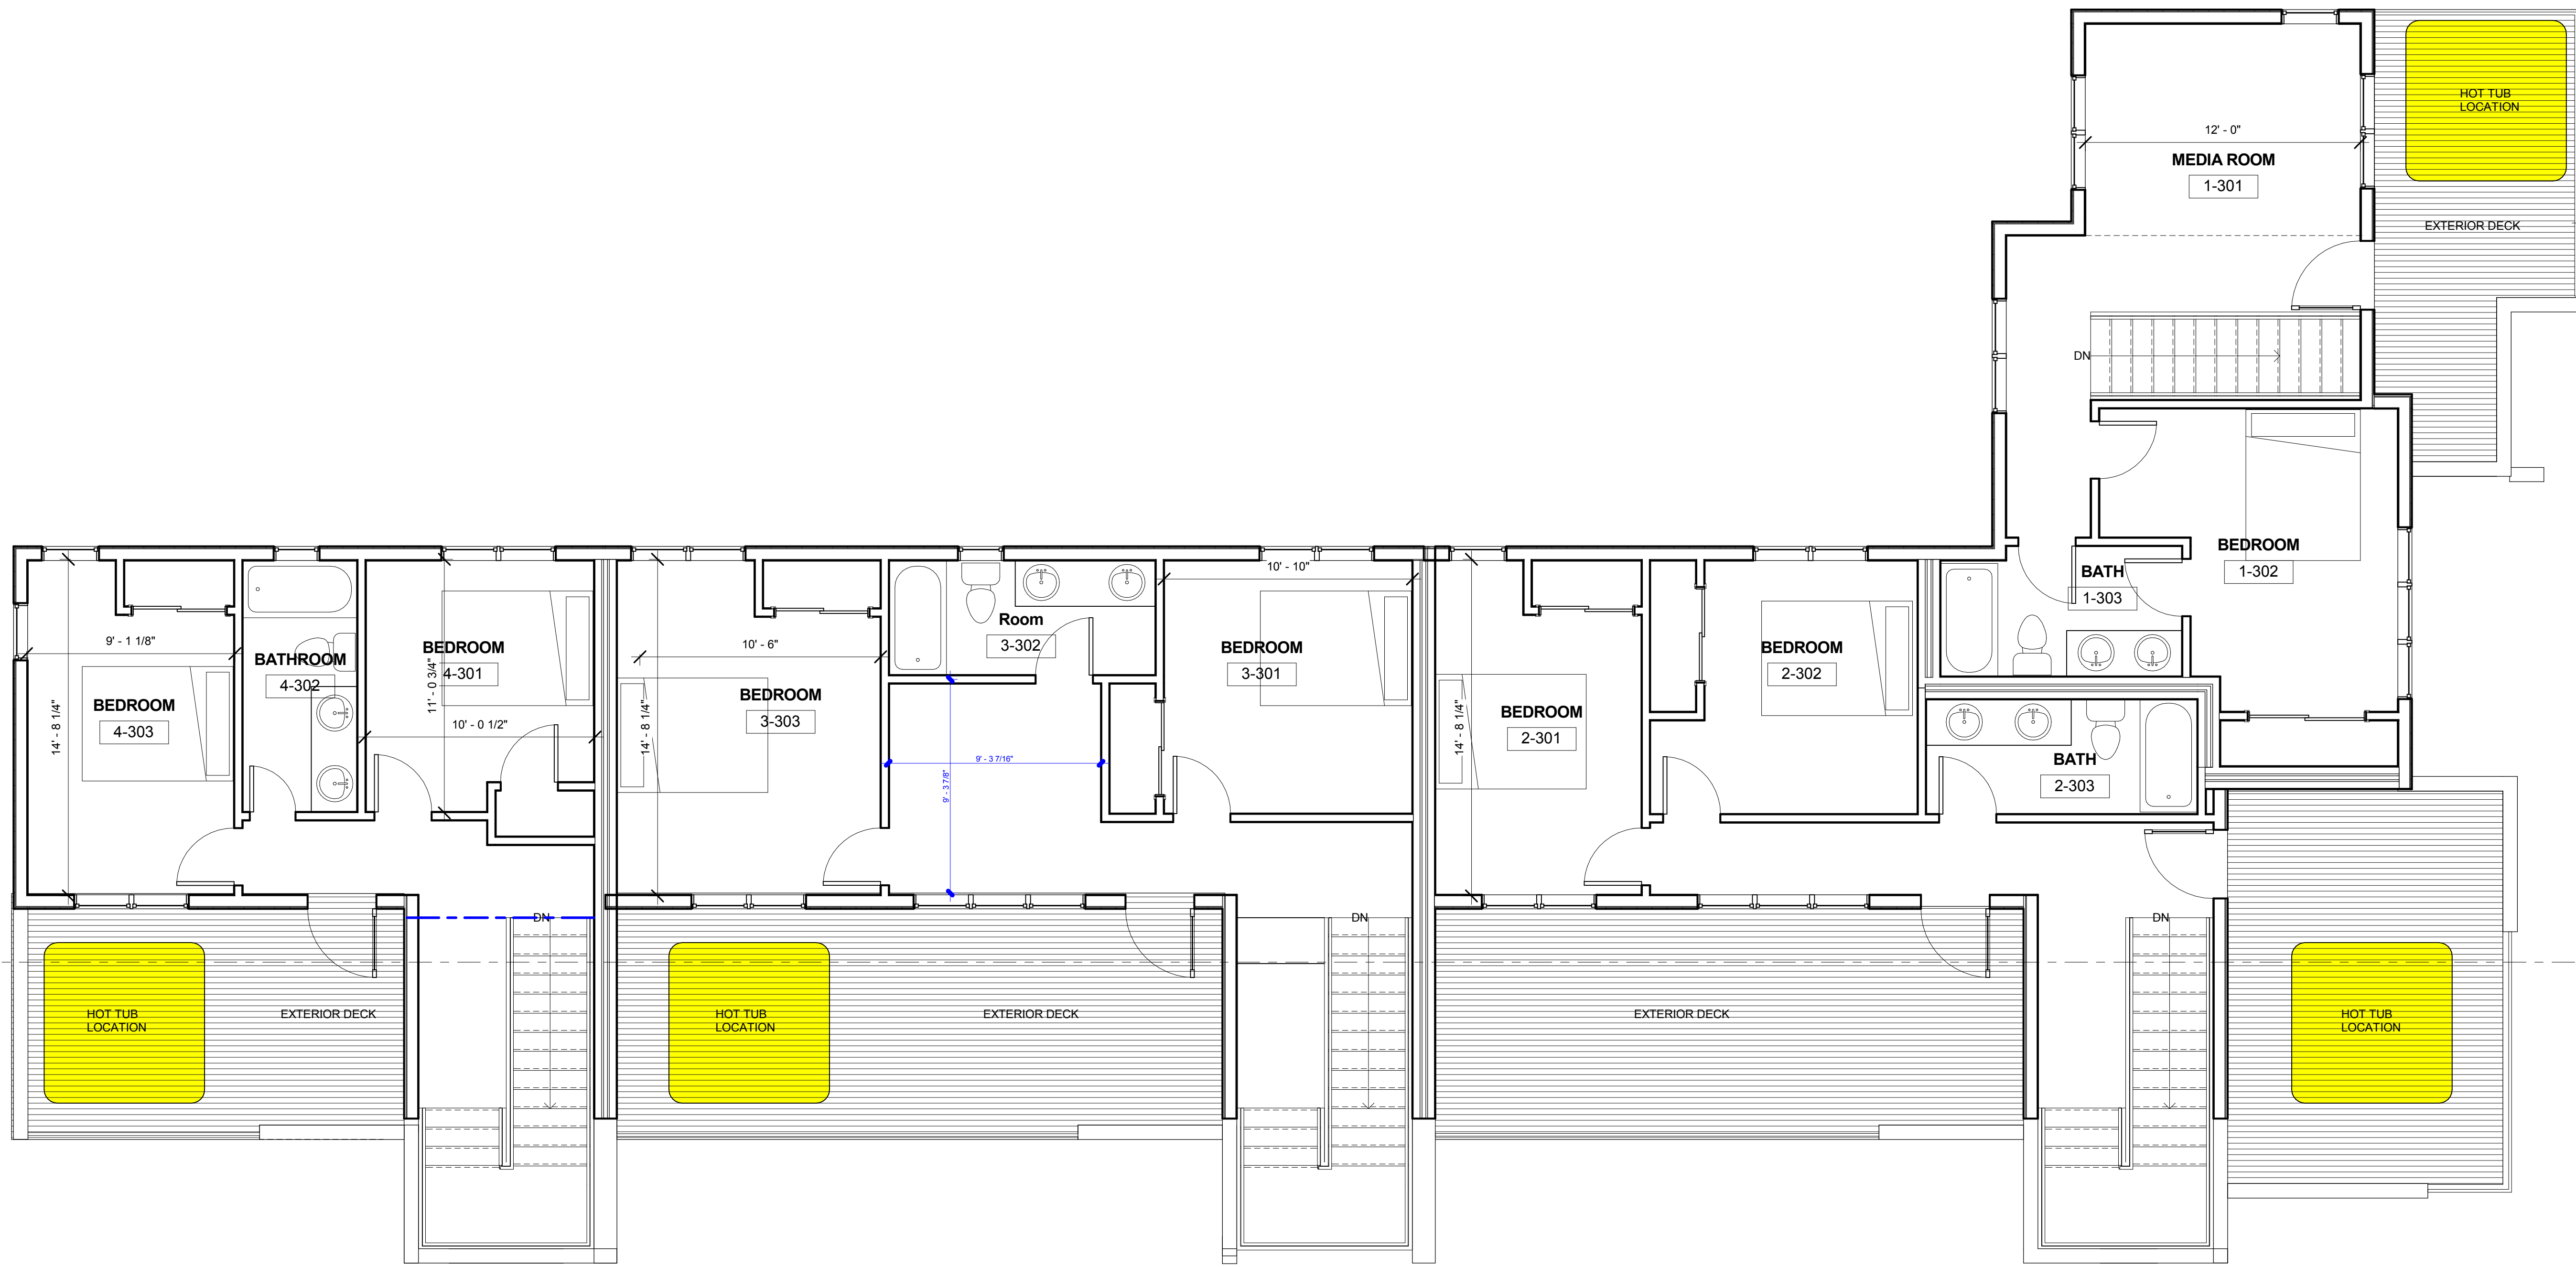 HOT TUB
LOCATION
12' - 0"
MEDIA ROOM
1-301
EXTERIOR DECK
DN
BEDROOM
1-302
BATH
1-303
9' - 1 1/8"
BATHROOM
4-302
BEDROOM
4-301
11' - 0 3/4"
10' - 0 1/2"
BEDROOM
4-303
14' - 8 1/4"
10' - 6"
BEDROOM
3-303
14' - 8 1/4"
Room
3-302
9' - 3 7/16"
9' - 3 7/8"
10' - 10"
BEDROOM
3-301
14' - 8 1/4"
BEDROOM
2-301
BEDROOM
2-302
BATH
2-303
DN
DN
DN
HOT TUB
LOCATION
EXTERIOR DECK
HOT TUB
LOCATION
EXTERIOR DECK
EXTERIOR DECK
HOT TUB
LOCATION